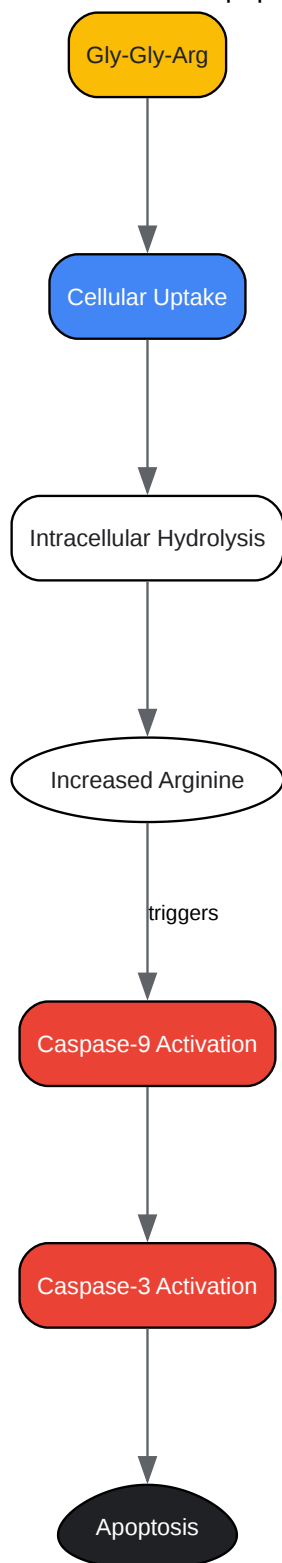 Gly-Gly-Arg
Cellular Uptake
Intracellular Hydrolysis
Increased Arginine
triggers
Caspase-9 Activation
Caspase-3 Activation
Apoptosis